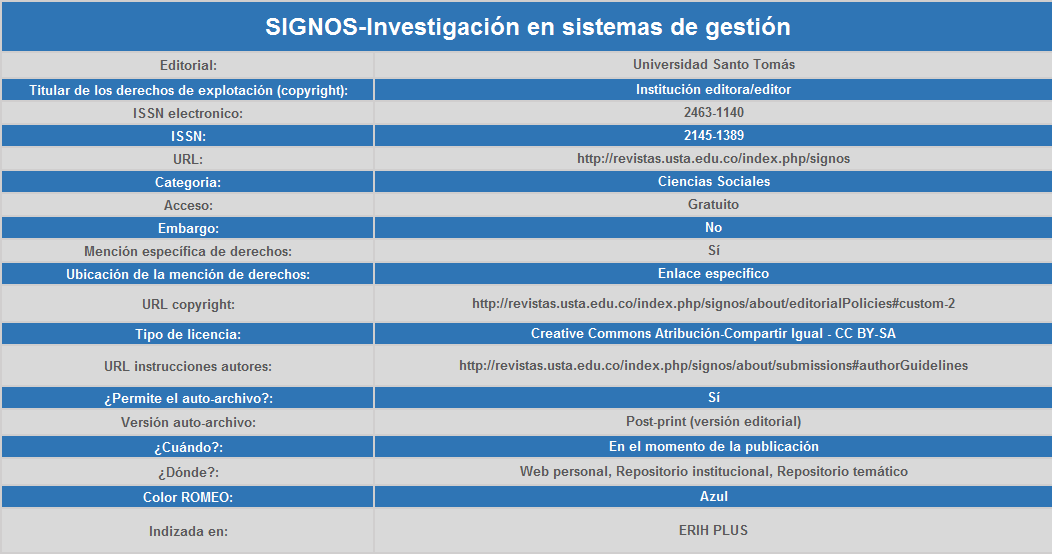 SIGNOS-Investigación en sistemas de gestión
Editorial: Universidad Santo Tomás
Titular de los derechos de explotación (copyright): Institución editora/editor
ISSN electronico: 2463-1140
ISSN: 2145-1389
URL: http://revistas.usta.edu.co/index.php/signos
Categoria: Ciencias Sociales
Acceso: Gratuito
Embargo: No
Mención específica de derechos: Sí
Ubicación de la mención de derechos: Enlace especifico
URL copyright: http://revistas.usta.edu.co/index.php/signos/about/editorialPolicies#custom-2
Tipo de licencia: Creative Commons Atribución-Compartir Igual - CC BY-SA
URL instrucciones autores: http://revistas.usta.edu.co/index.php/signos/about/submissions#authorGuidelines
¿Permite el auto-archivo?: Sí
Versión auto-archivo: Post-print (versión editorial)
¿Cuándo?: En el momento de la publicación
¿Dónde?: Web personal, Repositorio institucional, Repositorio temático
Color ROMEO: Azul
Indizada en: ERIH PLUS